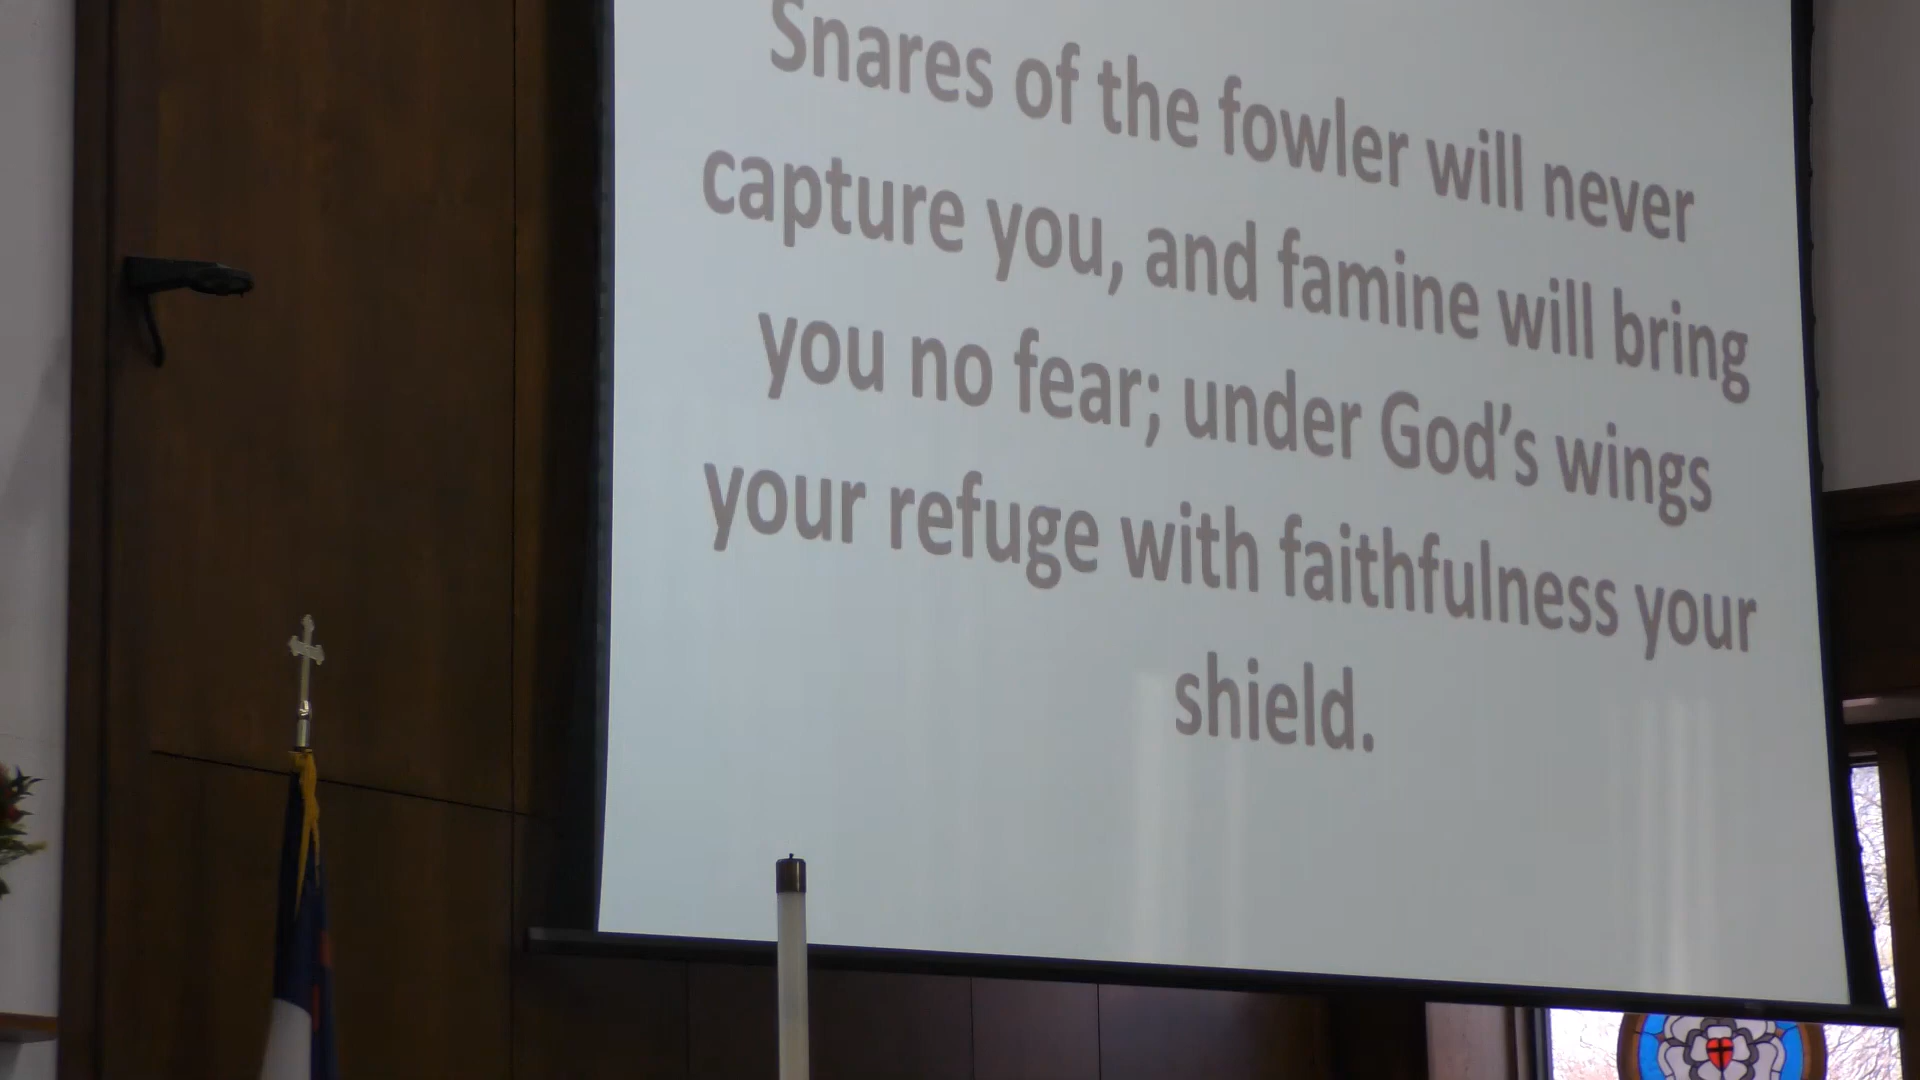 Snares of the fowler will never
capture you, and famine will bring
you no fear; under God’s wings
your refuge with faithfulness your
shield.